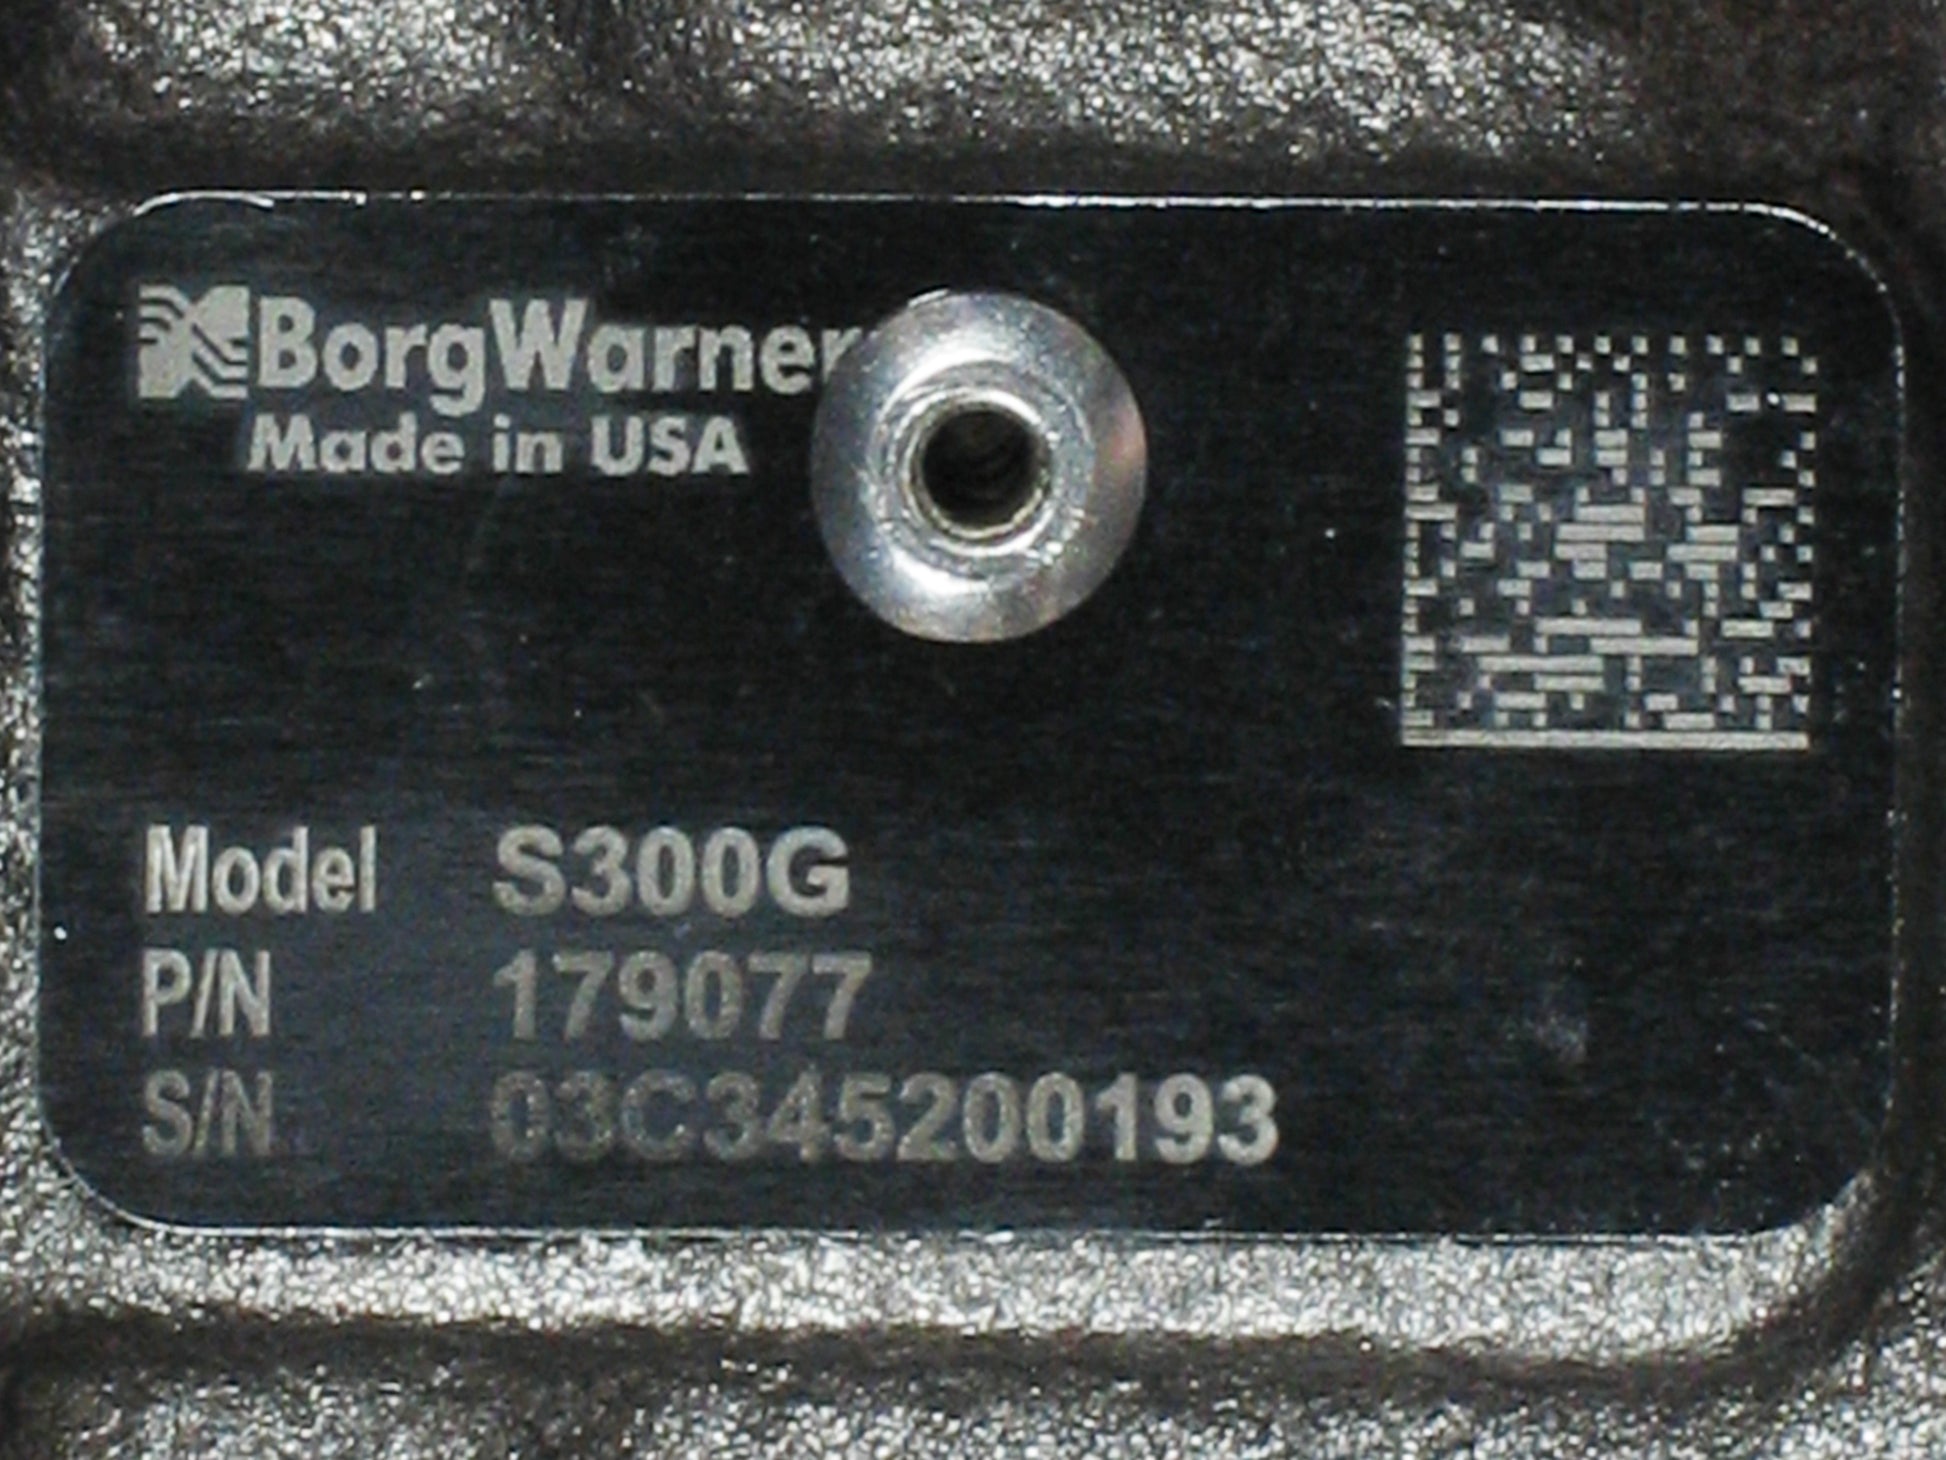 BorgWarner
Made in USA
Model S300G
P/N 179077
S/N 03C345200193